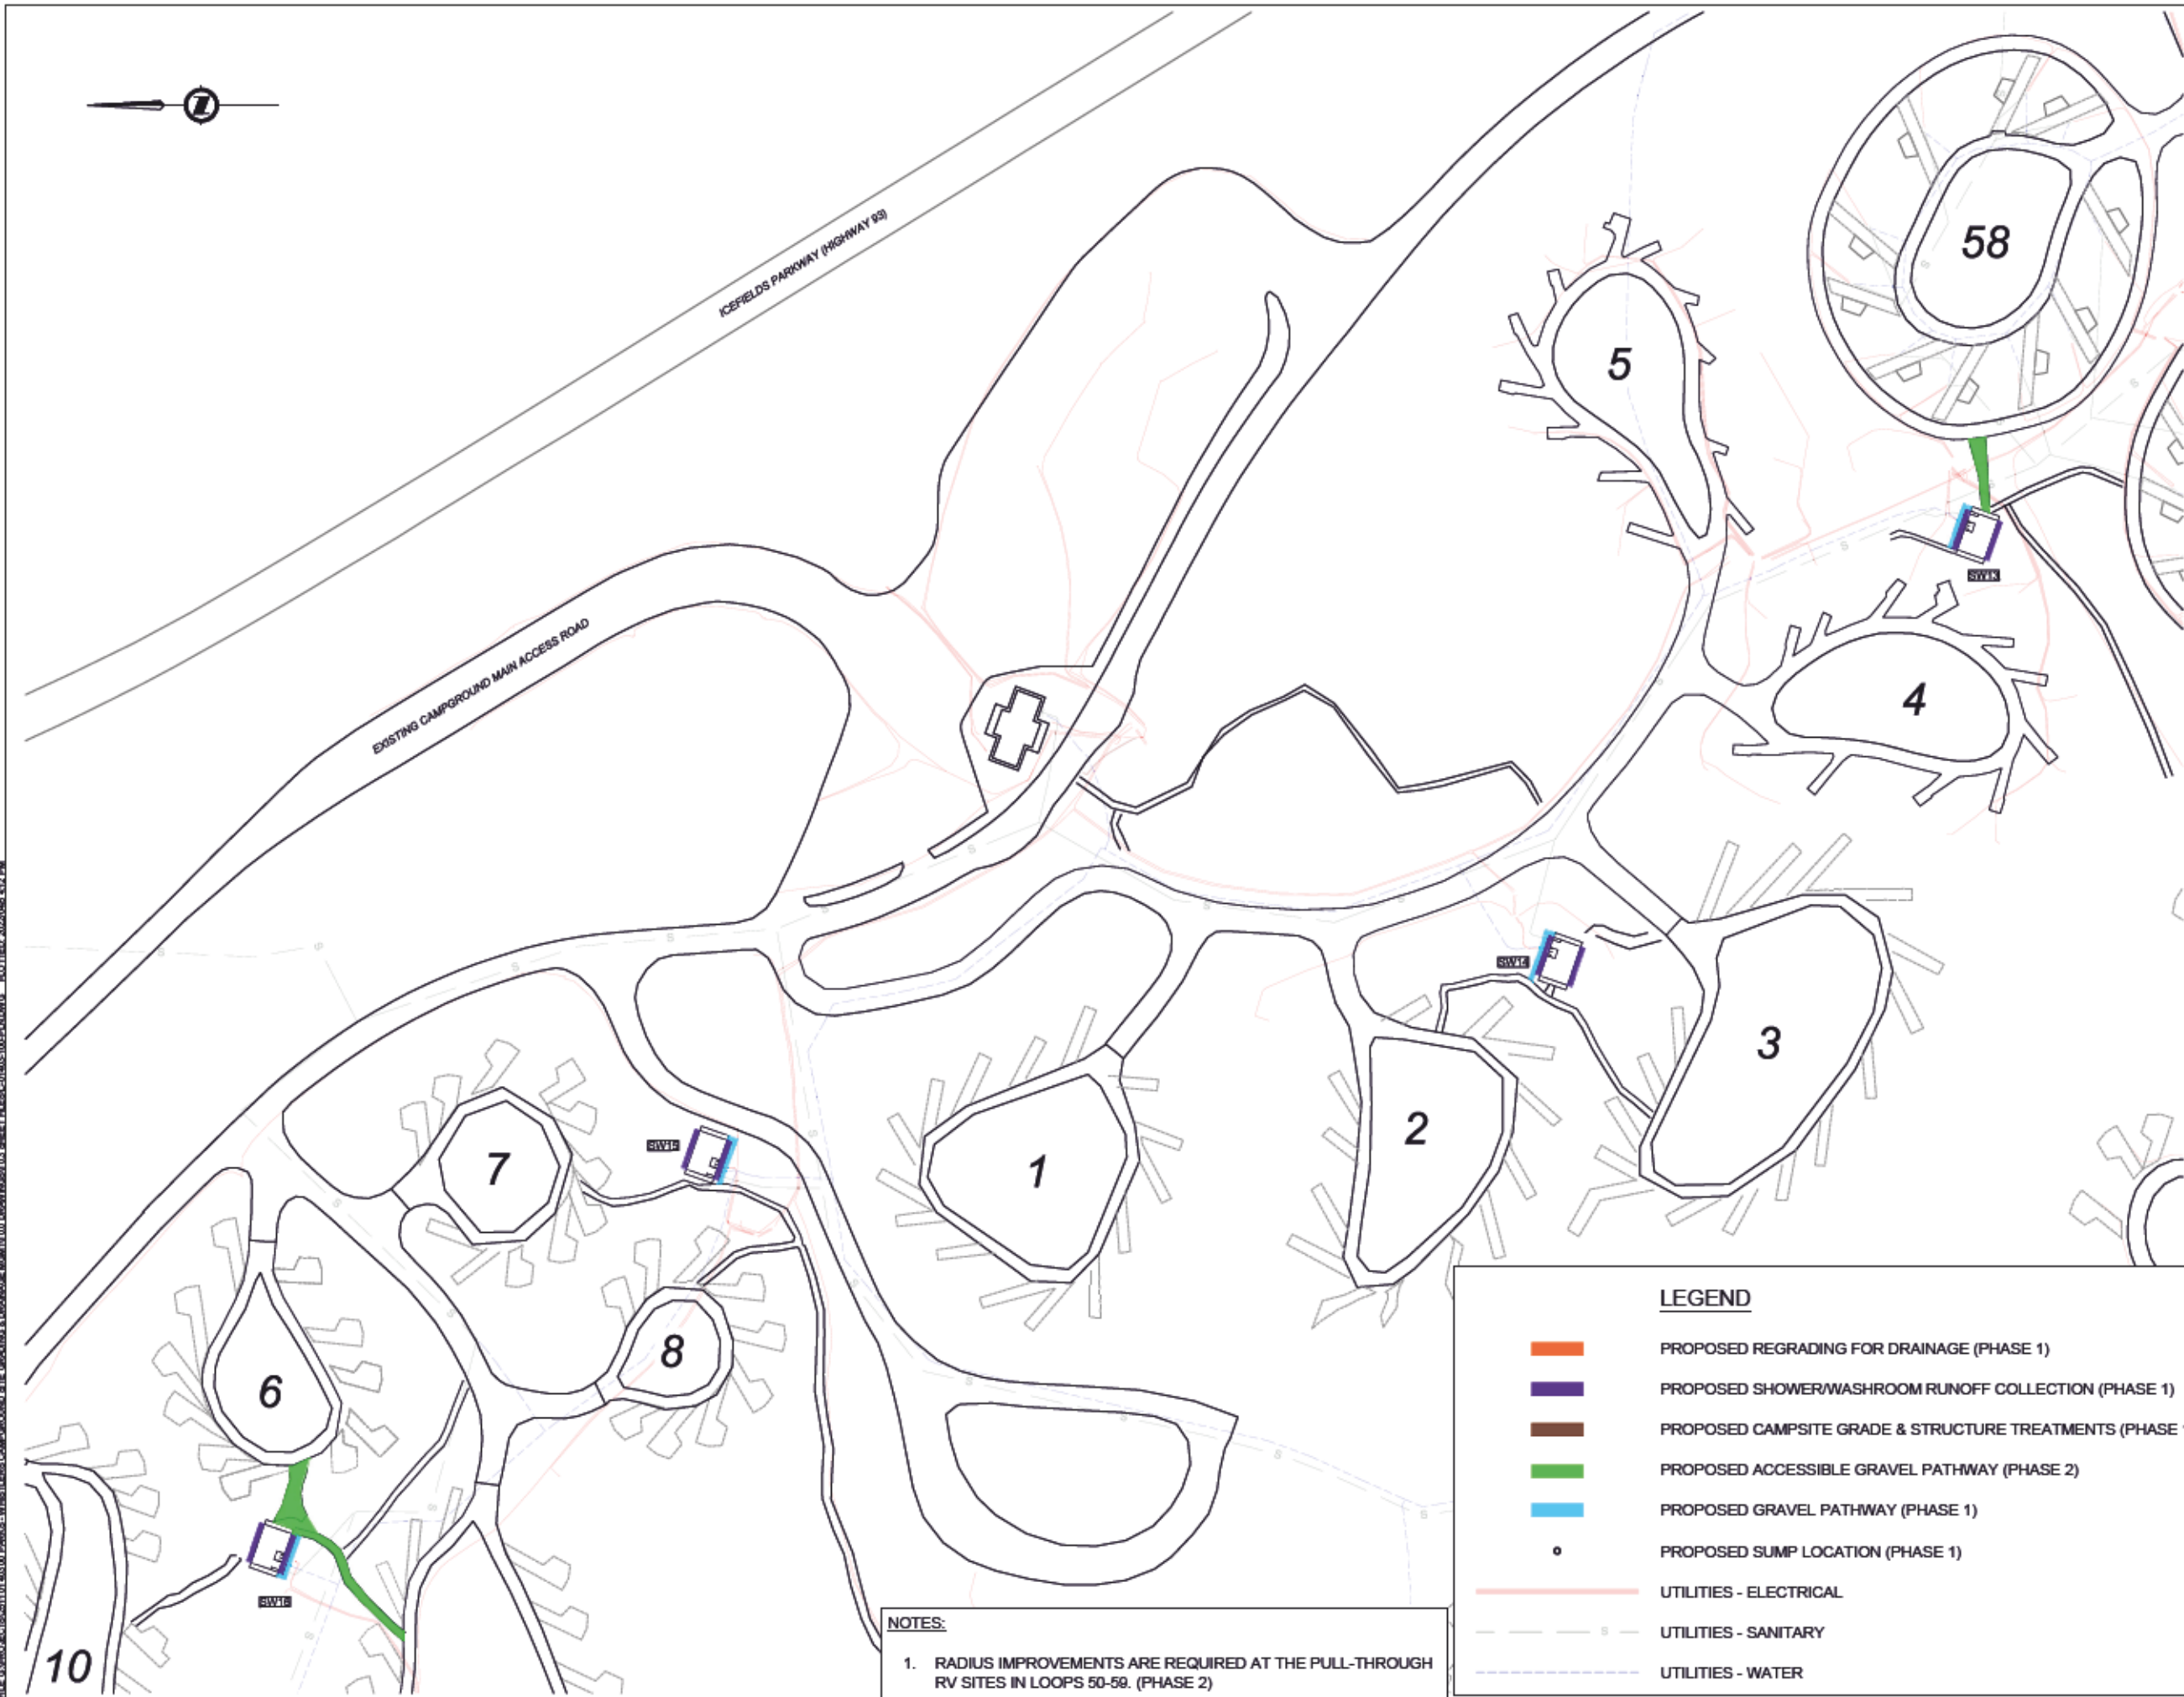 Z
ICEFIELDS PARKWAY (HIGHWAY 93)
EXISTING CAMPGROUND MAIN ACCESS ROAD
58
5
SW13
4
SW14
3
2
1
7
SW15
8
6
SW16
10
LEGEND
PROPOSED REGRADING FOR DRAINAGE (PHASE 1)
PROPOSED SHOWER/WASHROOM RUNOFF COLLECTION (PHASE 1)
PROPOSED CAMPSITE GRADE & STRUCTURE TREATMENTS (PHASE
PROPOSED ACCESSIBLE GRAVEL PATHWAY (PHASE 2)
PROPOSED GRAVEL PATHWAY (PHASE 1)
PROPOSED SUMP LOCATION (PHASE 1)
UTILITIES - ELECTRICAL
S UTILITIES - SANITARY
UTILITIES - WATER
NOTES:
1. RADIUS IMPROVEMENTS ARE REQUIRED AT THE PULL-THROUGH
RV SITES IN LOOPS 50-59. (PHASE 2)